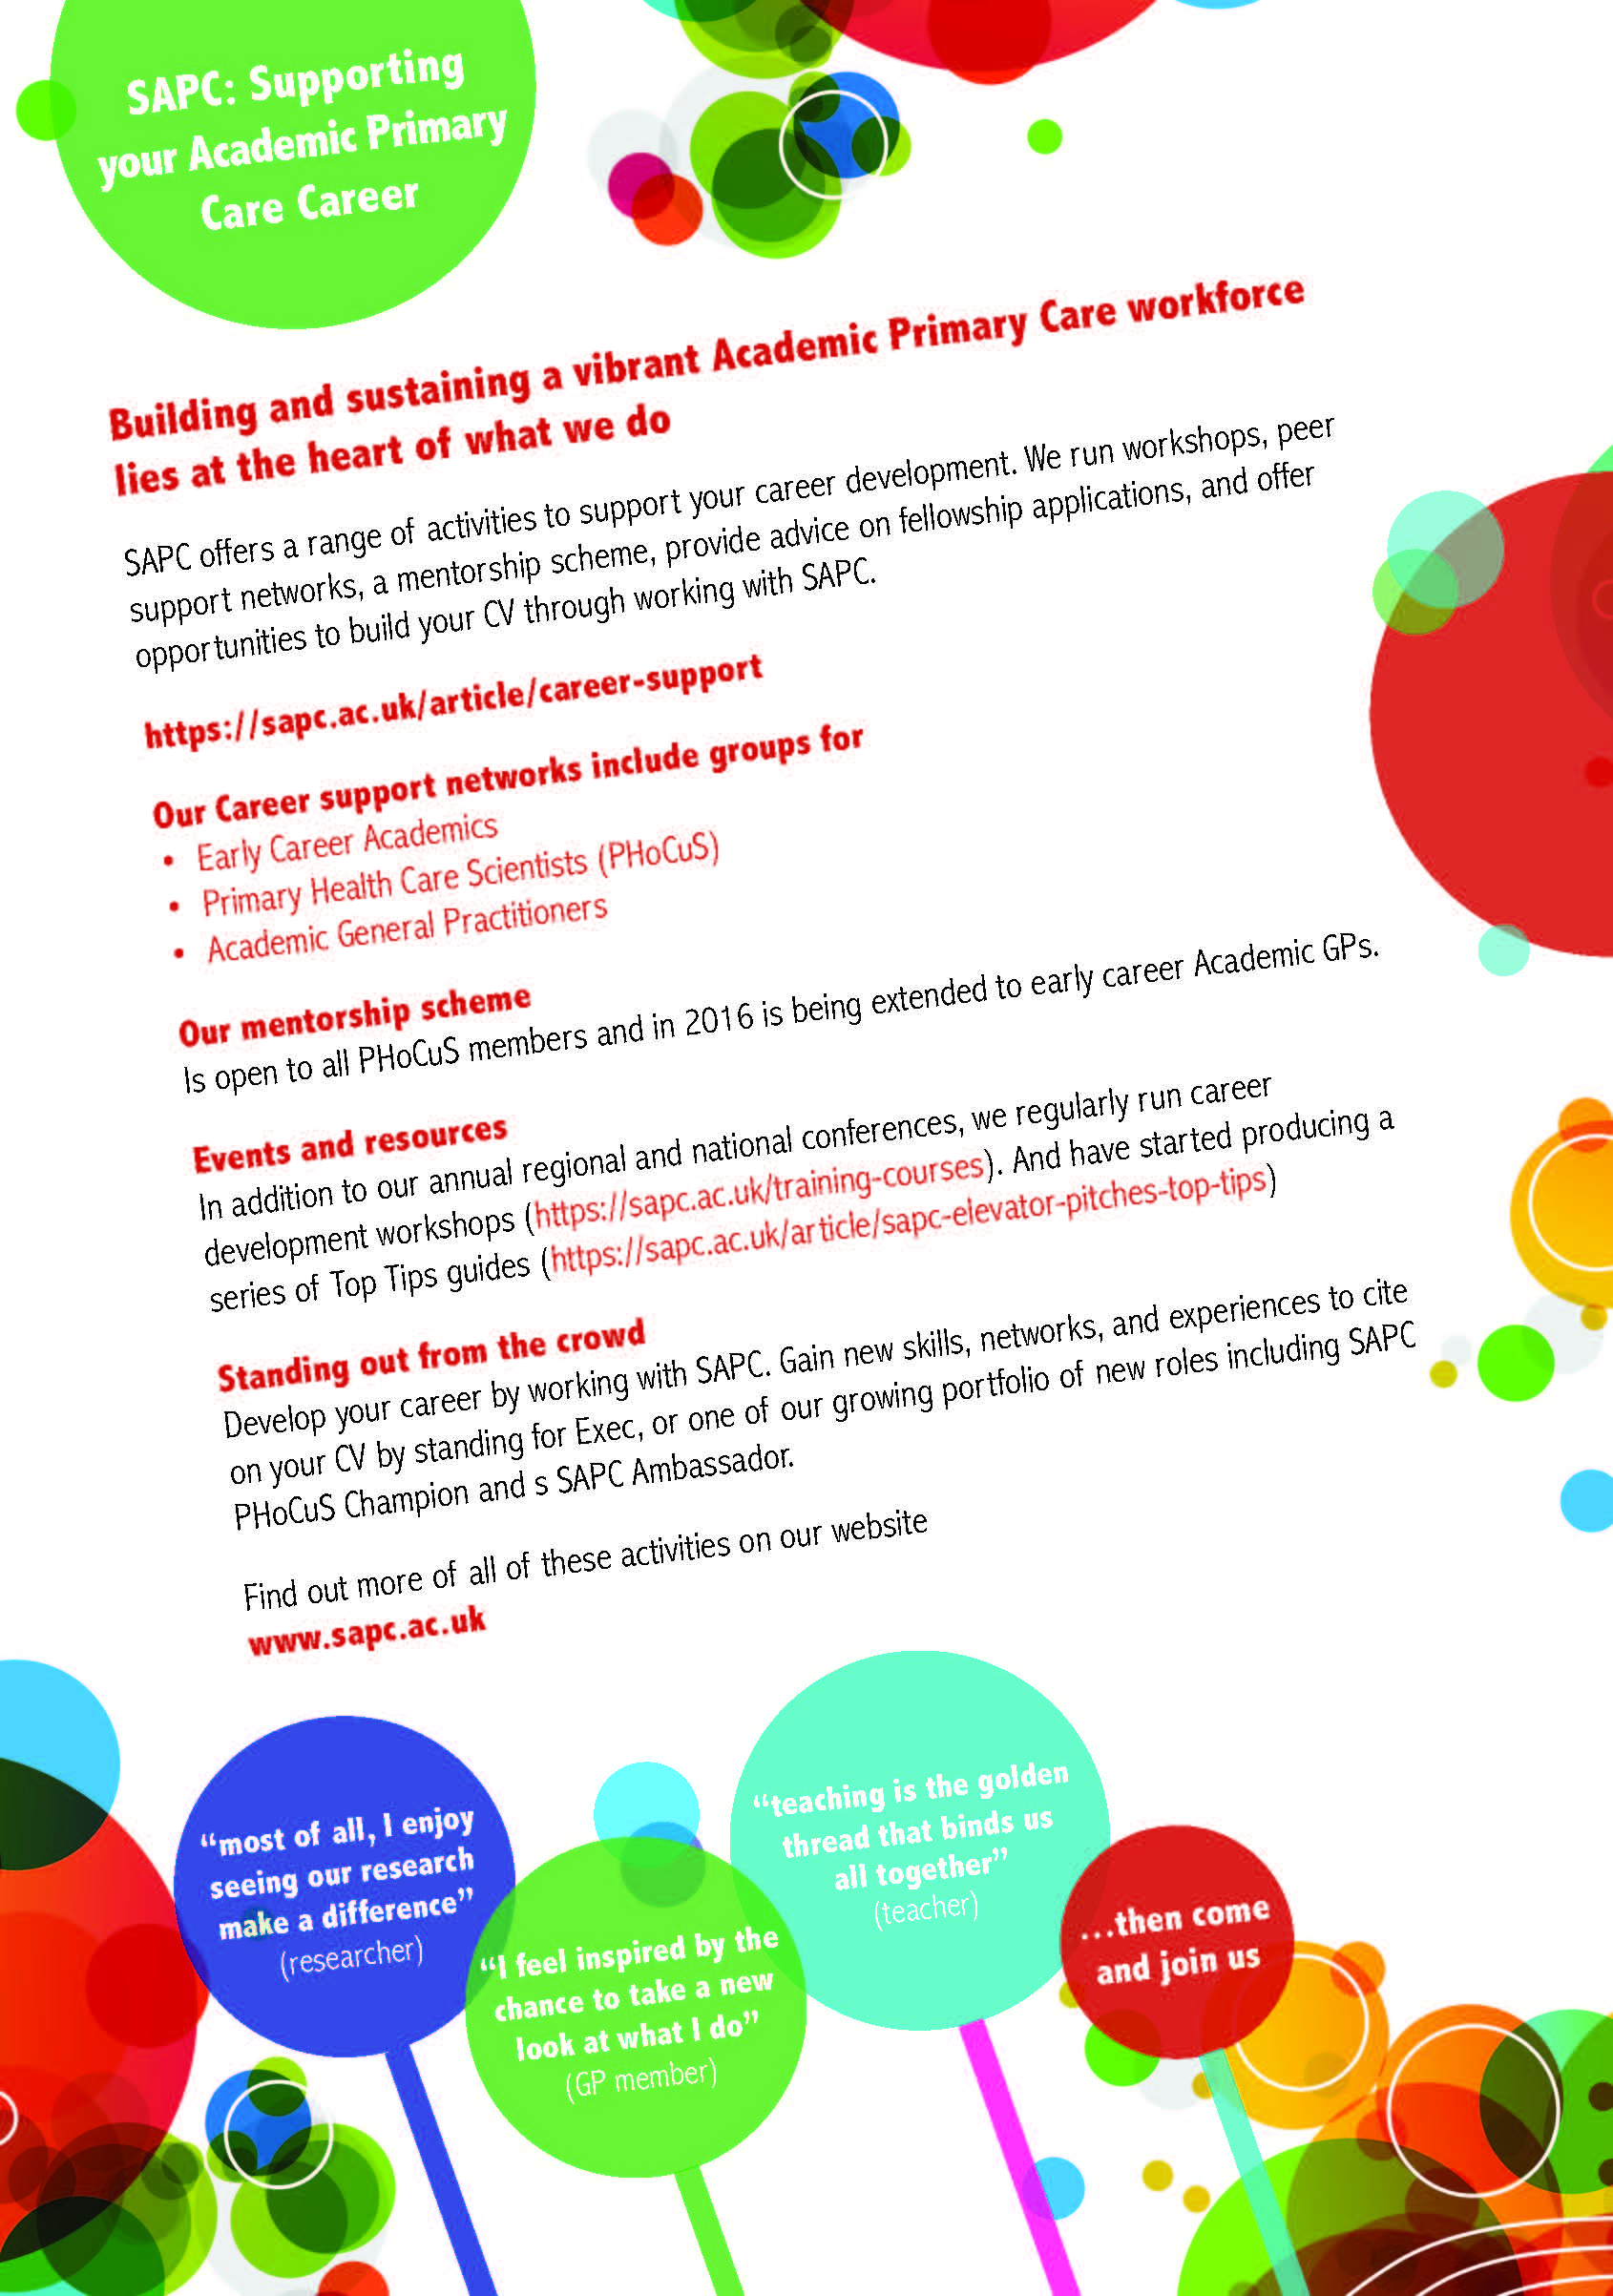 SAPC: Supporting
your Academic Primary
Care Career
Building and sustaining a vibrant Academic Primary Care workforce
lies at the heart of what we do
SAPC offers a range of activities to support your career development. We run workshops, peer
support networks, a mentorship scheme, provide advice on fellowship applications, and offer
opportunities to build your CV through working with SAPC.
https://sapc.ac.uk/article/career-support
Our Career support networks include groups for
• Early Career Academics
• Primary Health Care Scientists (PHoCuS)
• Academic General Practitioners
Our mentorship scheme
Is open to all PHoCuS members and in 2016 is being extended to early career Academic GPs.
Events and resources
In addition to our annual regional and national conferences, we regularly run career
development workshops (https://sapc.ac.uk/training-courses). And have started producing a
series of Top Tips guides (https://sapc.ac.uk/article/sapc-elevator-pitches-top-tips)
Standing out from the crowd
Develop your career by working with SAPC. Gain new skills, networks, and experiences to cite
on your CV by standing for Exec, or one of our growing portfolio of new roles including SAPC
PHoCuS Champion and s SAPC Ambassador.
Find out more of all of these activities on our website
www.sapc.ac.uk
“most of all, I enjoy
seeing our research
make a difference”
(researcher)
“I feel inspired by the
chance to take a new
look at what I do”
(GP member)
“teaching is the golden
thread that binds us
all together”
(teacher)
...then come
and join us